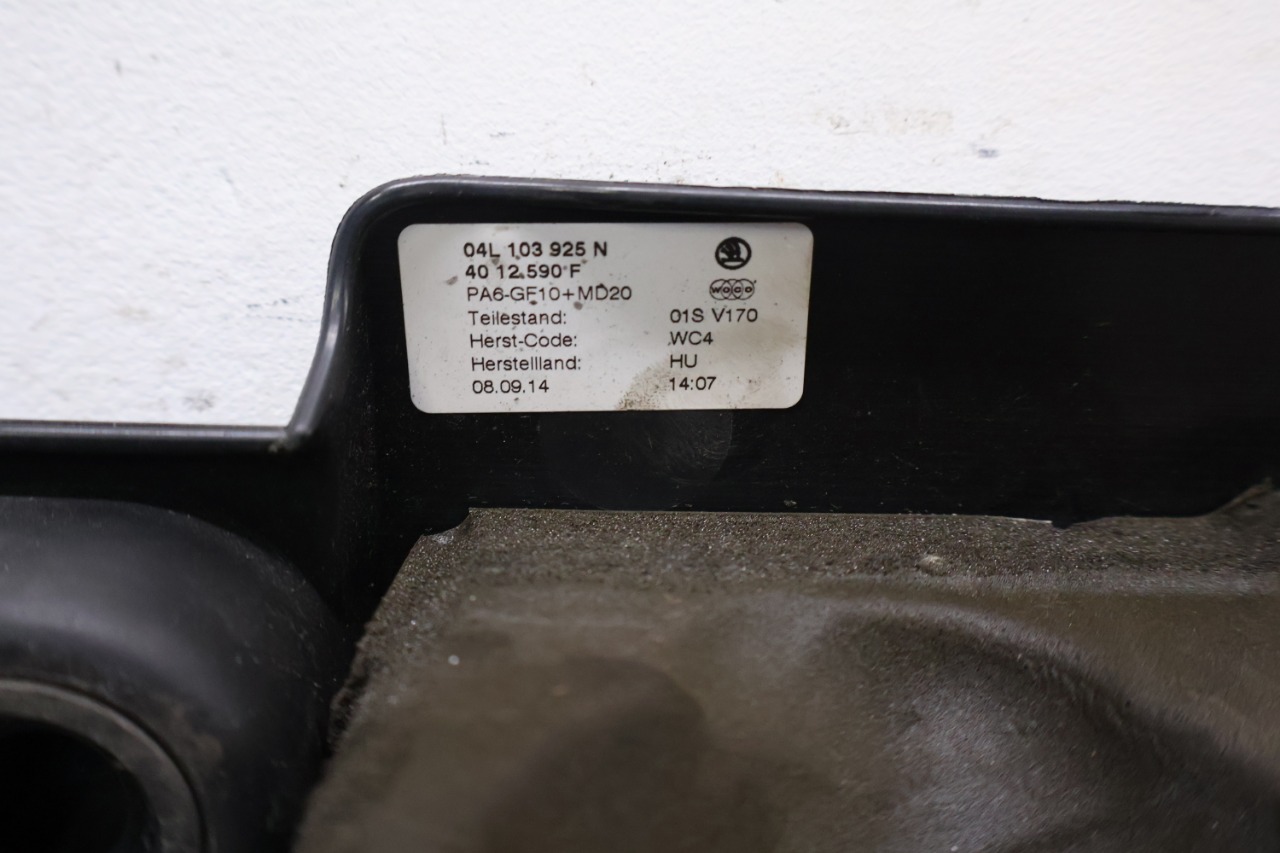 04L 103 925 N
40 12.590 F
woco
PA6-GF10+MD20
Teilestand: 01S V170
Herst-Code: WC4
Herstellland: HU
08.09.14 14:07